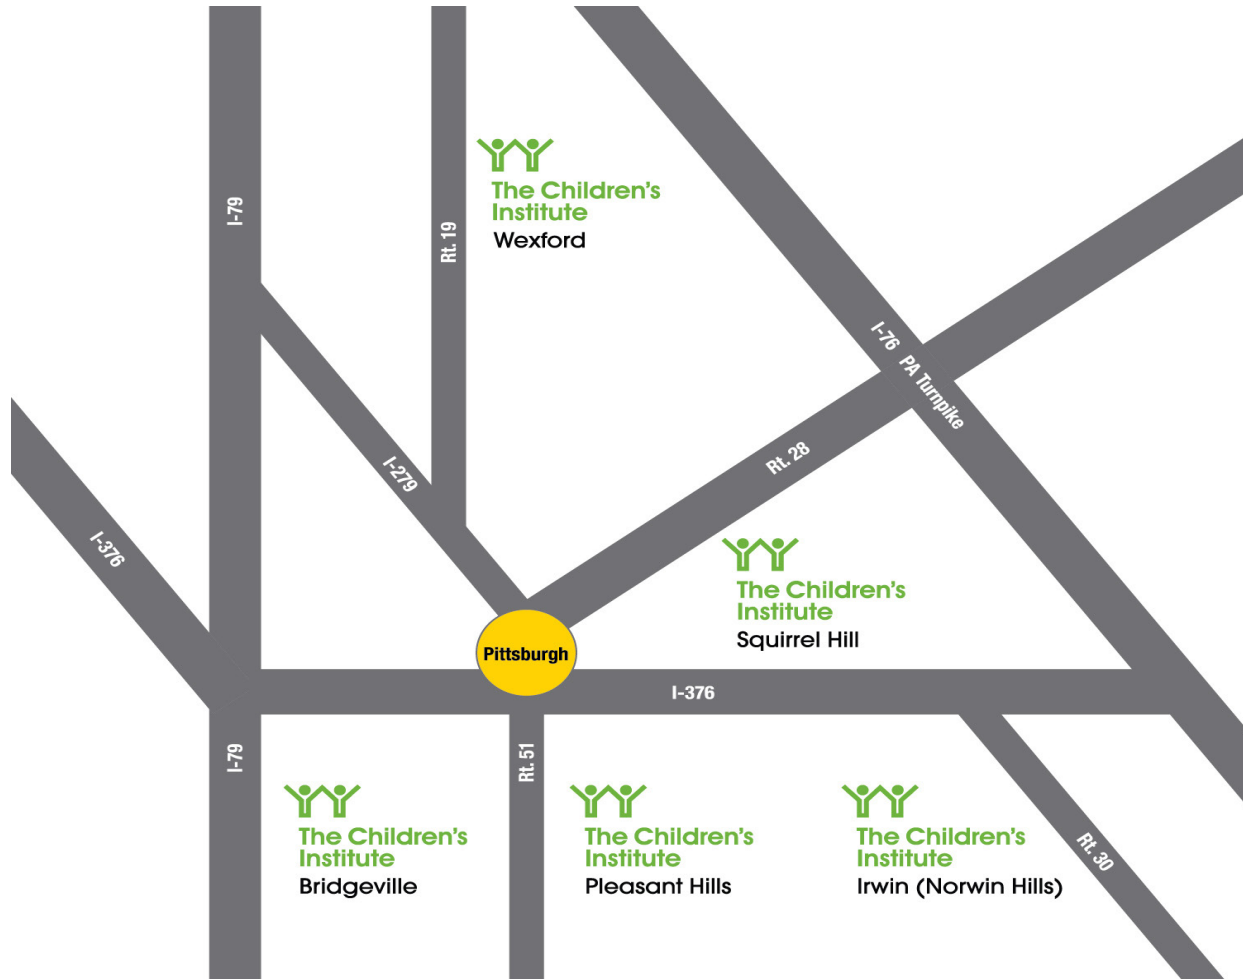 The Children's
Institute
Wexford
I-79
Rt. 19
I-76 PA Turnpike
I-279
Rt. 28
I-376
The Children's
Institute
Squirrel Hill
Pittsburgh
I-376
I-79
Rt. 51
The Children's
Institute
Bridgeville
The Children's
Institute
Pleasant Hills
The Children's
Institute
Irwin (Norwin Hills)
Rt. 30